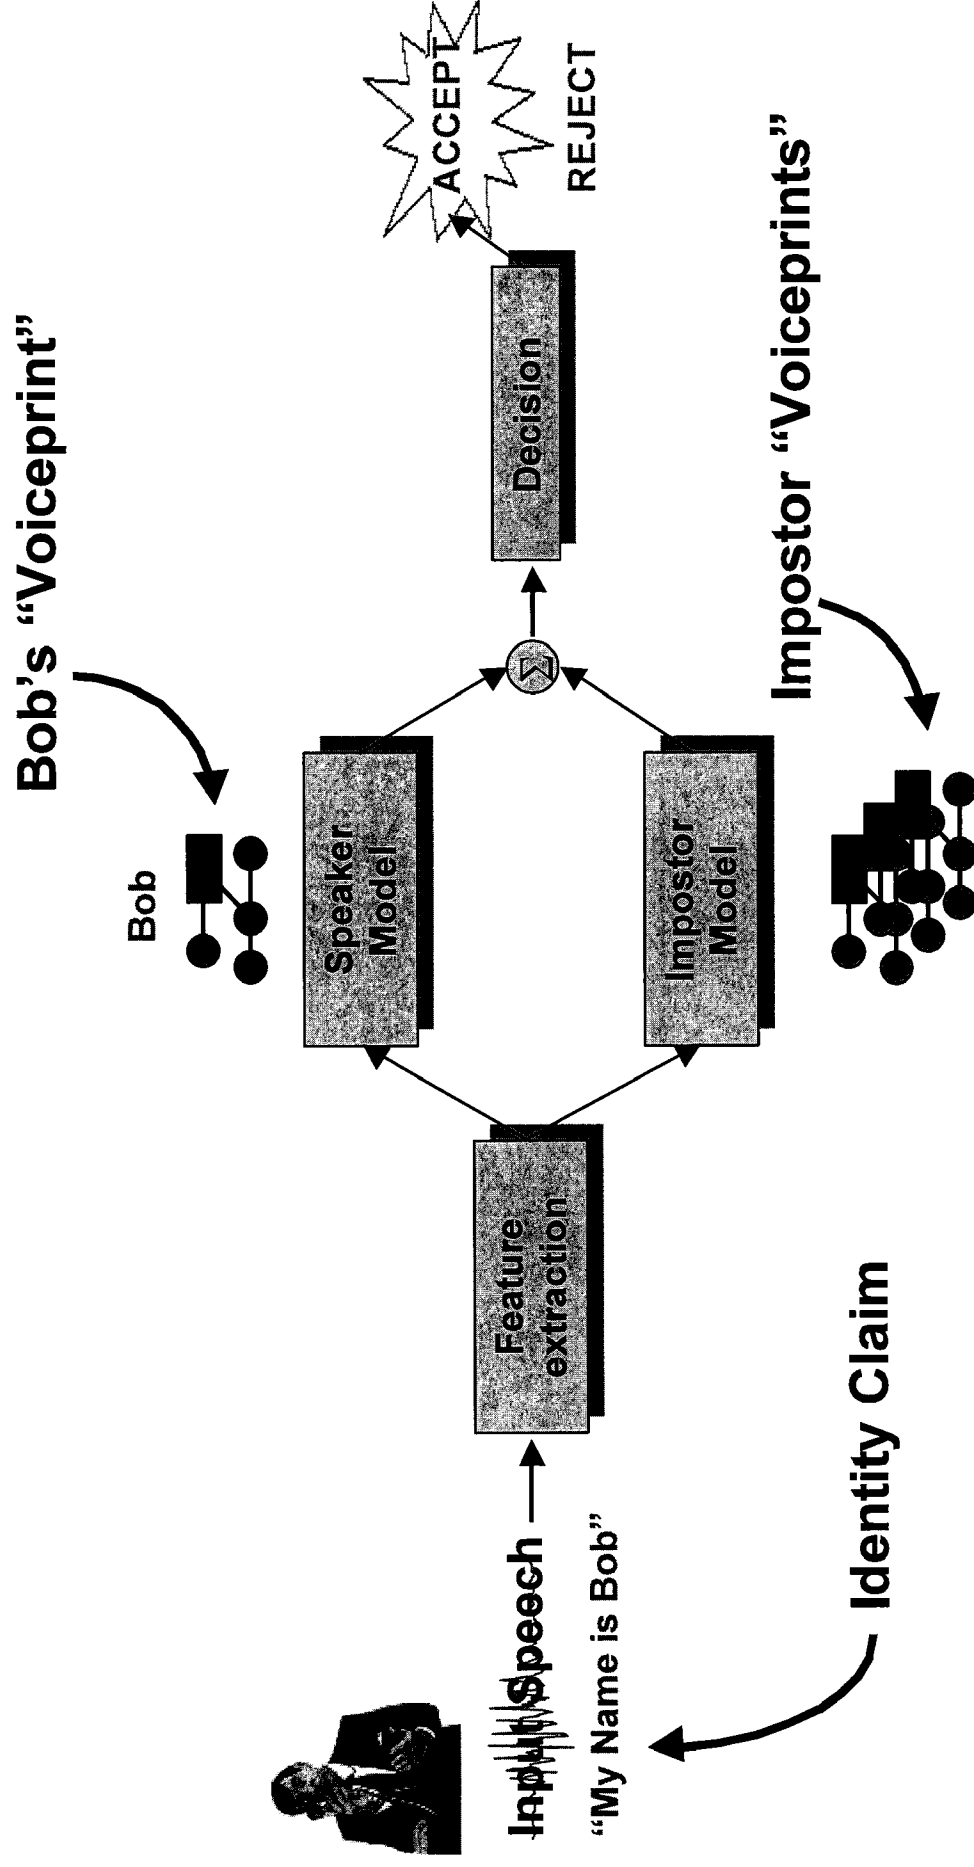 Bob's “Voiceprint”
Bob
Speaker
Model
ACCEPT
Input Speech
Feature
extraction
Σ
Decision
REJECT
“My Name is Bob”
Impostor
Model
Impostor “Voiceprints”
Identity Claim